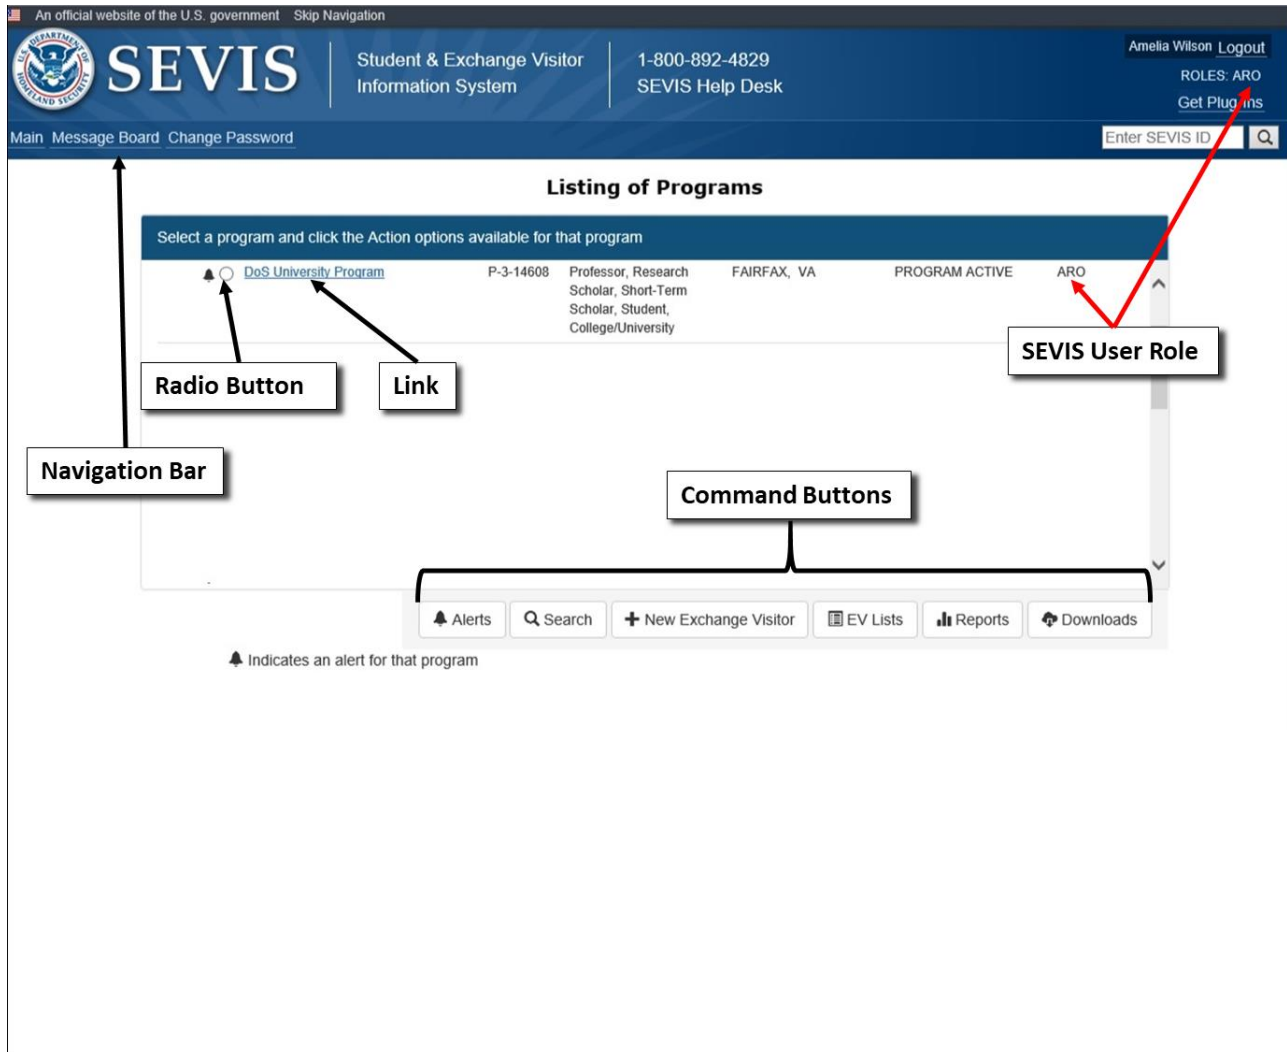 An official website of the U.S. government Skip Navigation
SEVIS
Student & Exchange Visitor
Information System
1-800-892-4829
SEVIS Help Desk
Amelia Wilson Logout
ROLES: ARO
Get Plug-Ins
Main Message Board Change Password
Enter SEVIS ID
Listing of Programs
Select a program and click the Action options available for that program
DoS University Program P-3-14608 Professor, Research FAIRFAX, VA PROGRAM ACTIVE ARO
Scholar, Short-Term
Scholar, Student,
College/University
SEVIS User Role
Radio Button
Link
Navigation Bar
Command Buttons
Alerts Search New Exchange Visitor EV Lists Reports Downloads
Indicates an alert for that program